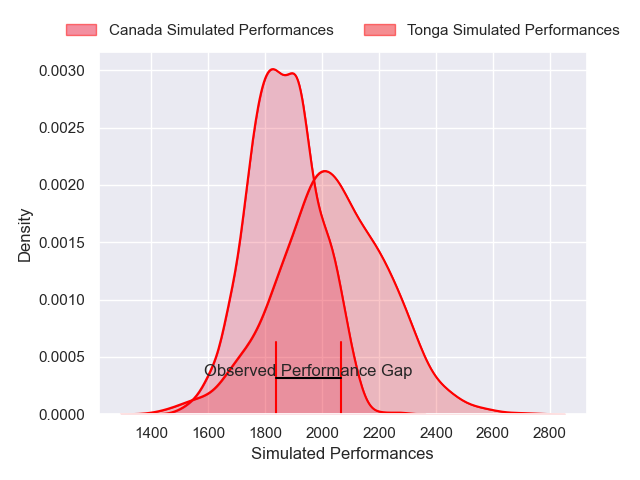 Canada Simulated Performances
Tonga Simulated Performances
0.0030
0.0025
0.0020
0.0015
0.0010
0.0005
0.0000
Density
Observed Performance Gap
1400 1600 1800 2000 2200 2400 2600 2800
Simulated Performances